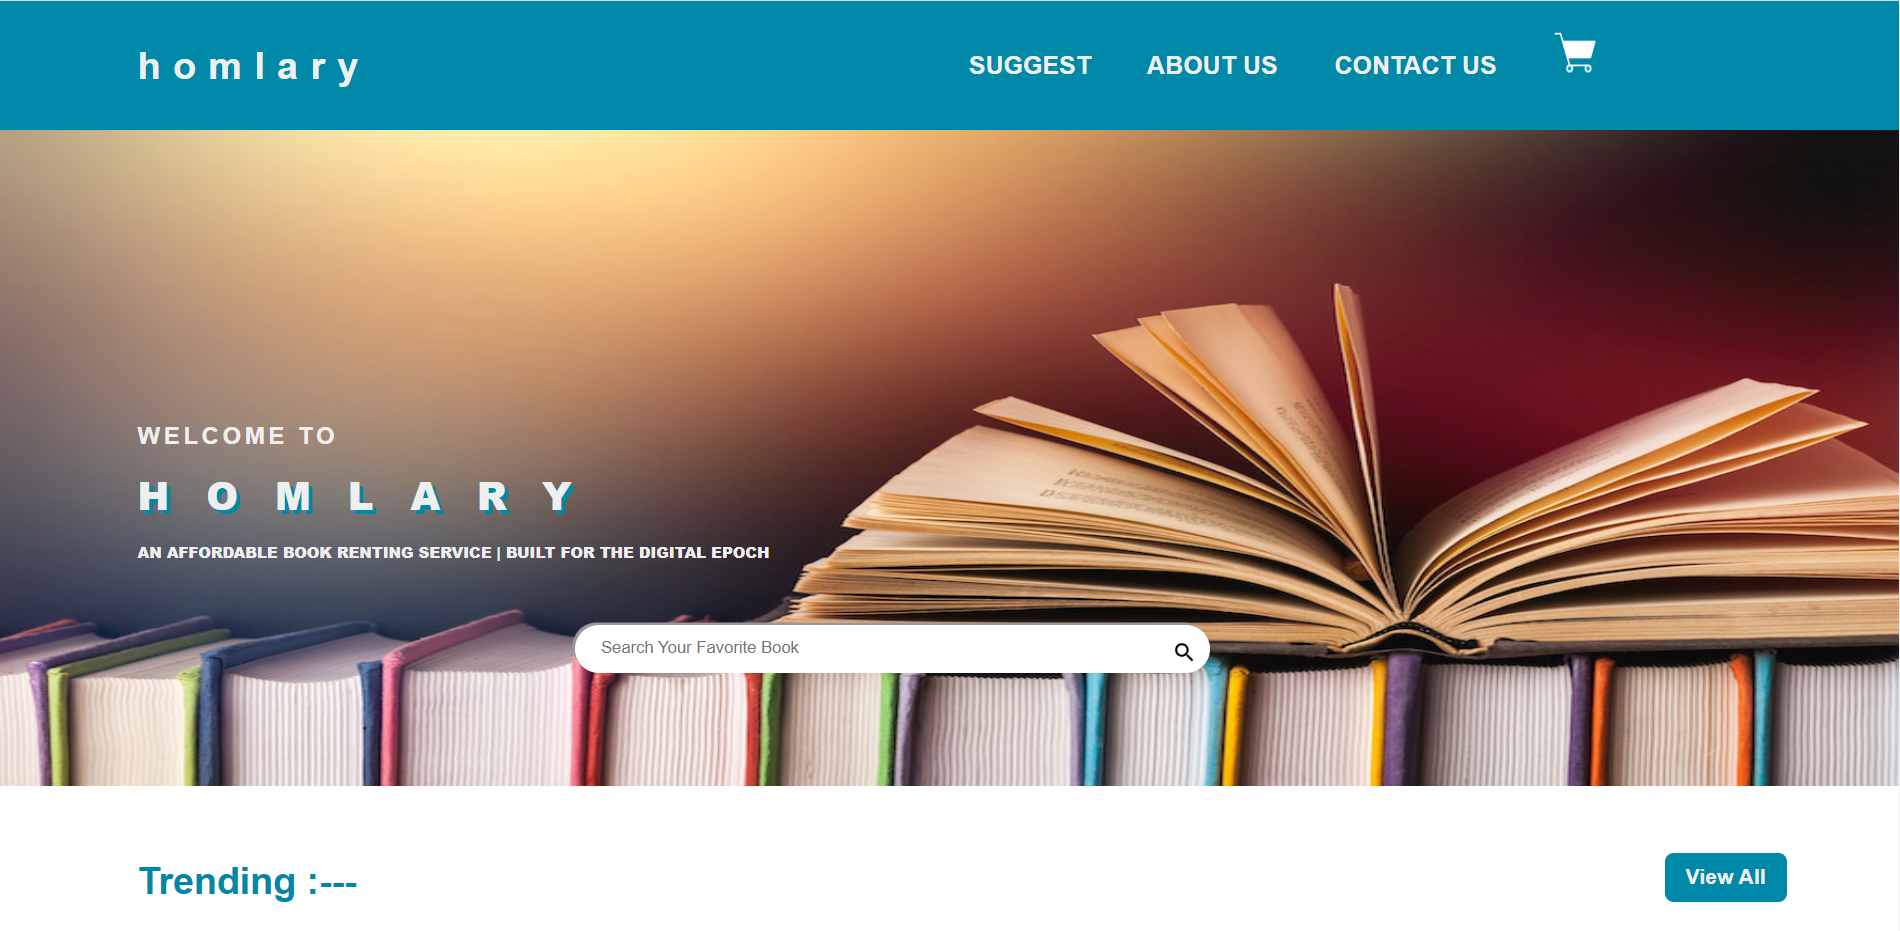 h o m l a r y
SUGGEST ABOUT US CONTACT US
WELCOME TO
H O M L A R Y
AN AFFORDABLE BOOK RENTING SERVICE | BUILT FOR THE DIGITAL EPOCH
Search Your Favorite Book
Trending :---
View All